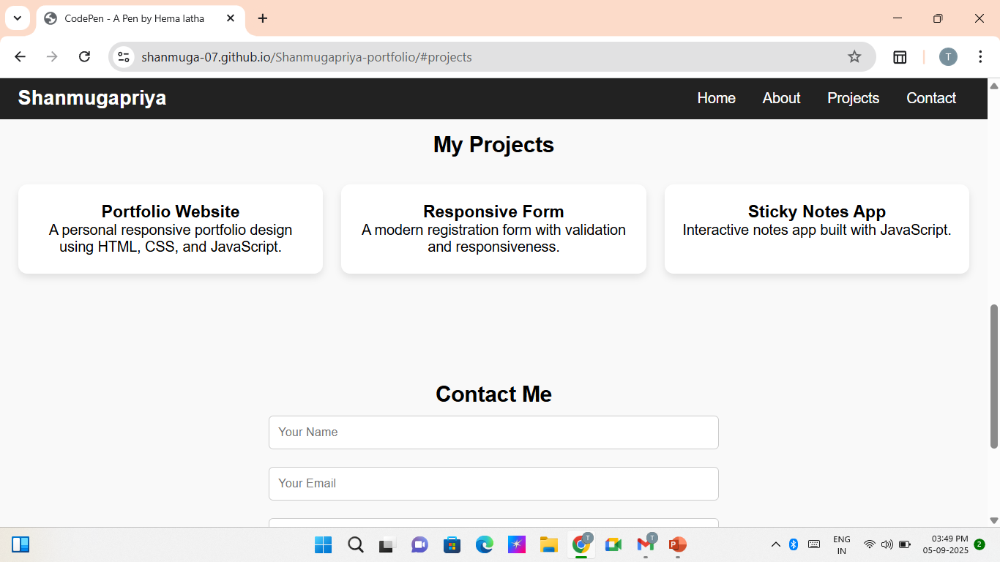 CodePen - A Pen by Hema latha
shanmuga-07.github.io/Shanmugapriya-portfolio/#projects
T
Shanmugapriya
Home About Projects Contact
My Projects
Portfolio Website
A personal responsive portfolio design
using HTML, CSS, and JavaScript.
Responsive Form
A modern registration form with validation
and responsiveness.
Sticky Notes App
Interactive notes app built with JavaScript.
Contact Me
Your Name
Your Email
T
T
P
ENG
IN
03:49 PM
05-09-2025
2